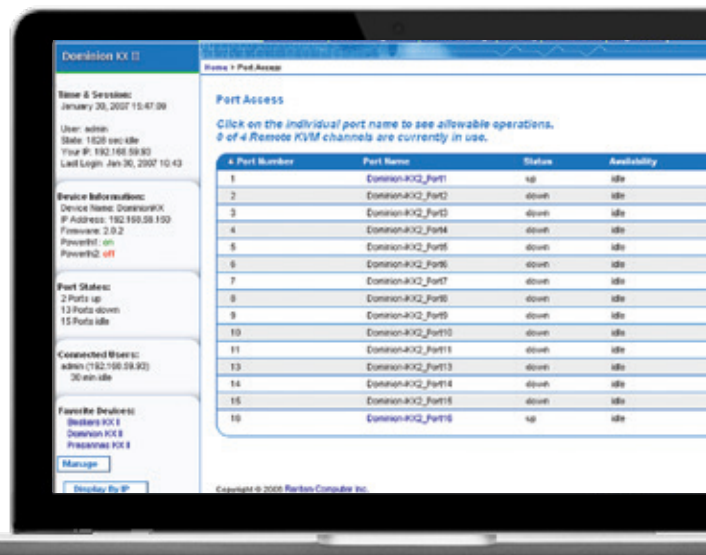 Dominion KX II
Home > Port Access
Time & Session:
January 30, 2007 15:47:09
User: admin
State: 1828 sec idle
Your IP: 192.168.59.93
Last Login: Jan 30, 2007 10:43
Device Information:
Device Name: DominionKX
IP Address: 192.168.59.150
Firmware: 2.0.2
PowerIn1: on
PowerIn2: off
Port States:
2 Ports up
13 Ports down
15 Ports idle
Connected Users:
admin (192.168.59.93)
30 min idle
Favorite Devices:
Dominion KX II
Prasannas KX II
Manage
Display By IP
Port Access
Click on the individual port name to see allowable operations.
0 of 4 Remote KVM channels are currently in use.
Port Number Port Name Status Availability
1 Dominion-KX2_Port1 up idle
2 Dominion-KX2_Port2 down idle
3 Dominion-KX2_Port3 down idle
4 Dominion-KX2_Port4 down idle
5 Dominion-KX2_Port5 down idle
6 Dominion-KX2_Port6 down idle
7 Dominion-KX2_Port7 down idle
8 Dominion-KX2_Port8 down idle
9 Dominion-KX2_Port9 down idle
10 Dominion-KX2_Port10 down idle
11 Dominion-KX2_Port11 down idle
13 Dominion-KX2_Port13 down idle
14 Dominion-KX2_Port14 down idle
15 Dominion-KX2_Port15 down idle
16 Dominion-KX2_Port16 up idle
Copyright © 2006 Raritan Computer Inc.